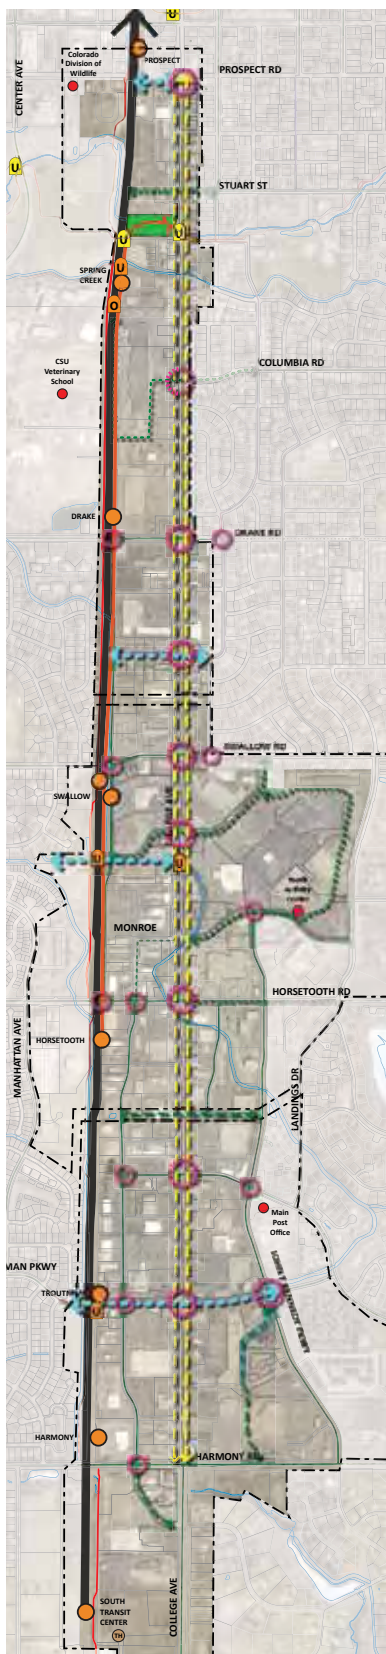 U
PROSPECT
Colorado
Division of
Wildlife
PROSPECT RD
CENTER AVE
U
STUART ST
U
U
SPRING
CREEK
U
O
CSU
Veterinary
School
COLUMBIA RD
DRAKE
DRAKE RD
SWALLOW RD
SWALLOW
U
U
MONROE
HORSETOOTH RD
MANHATTAN AVE
HORSETOOTH
LANDINGS DR
Main
Post
Office
MAN PKWY
TROUTM
U
HARMONY
HARMONY RD
SOUTH
TRANSIT
CENTER
TH
COLLEGE AVE